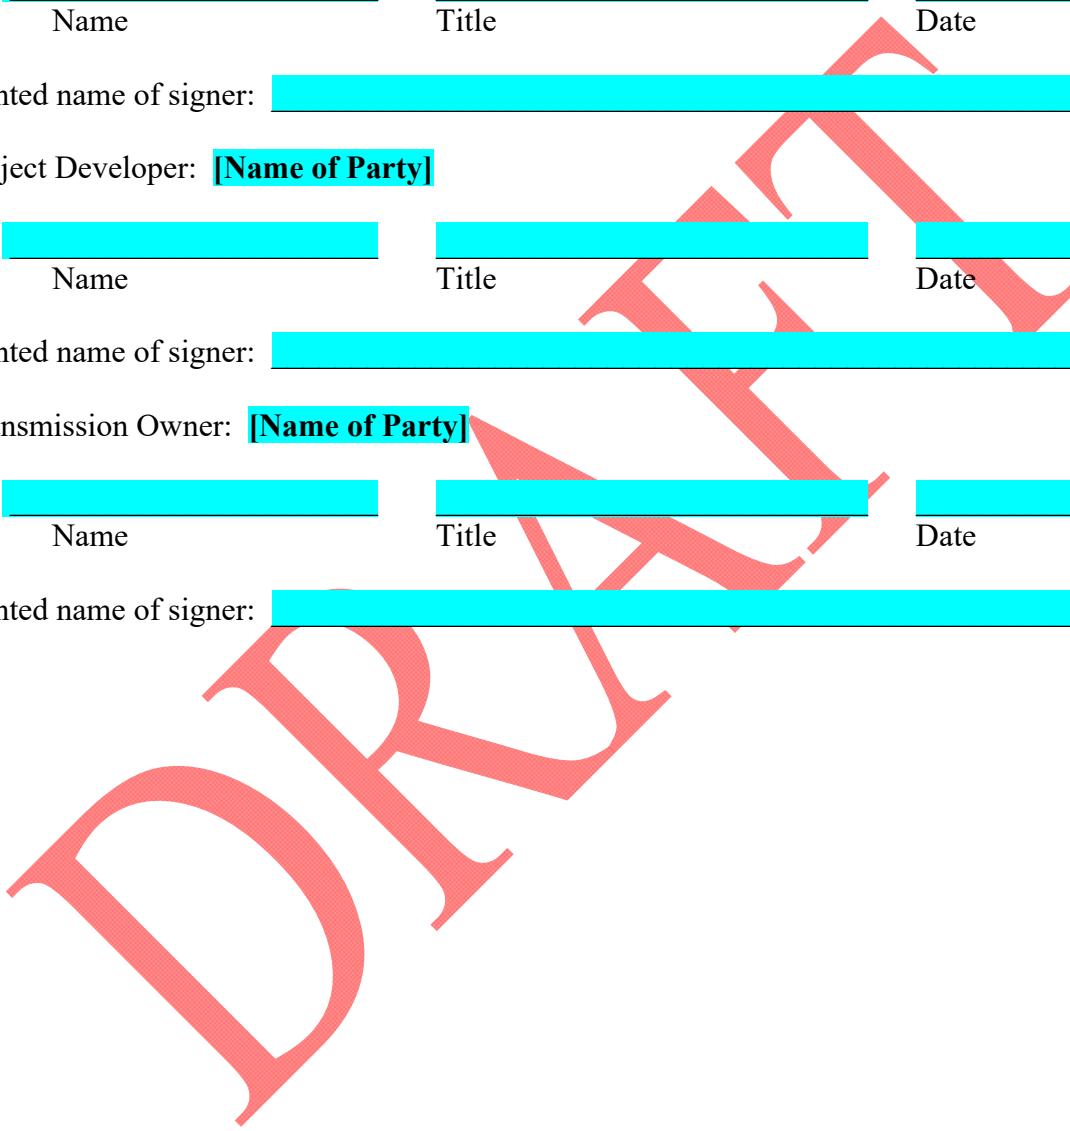 Name Title Date
nted name of signer:
ject Developer: [Name of Party]
Name Title Date
nted name of signer:
nsmission Owner: [Name of Party]
Name Title Date
nted name of signer:
DRAFT